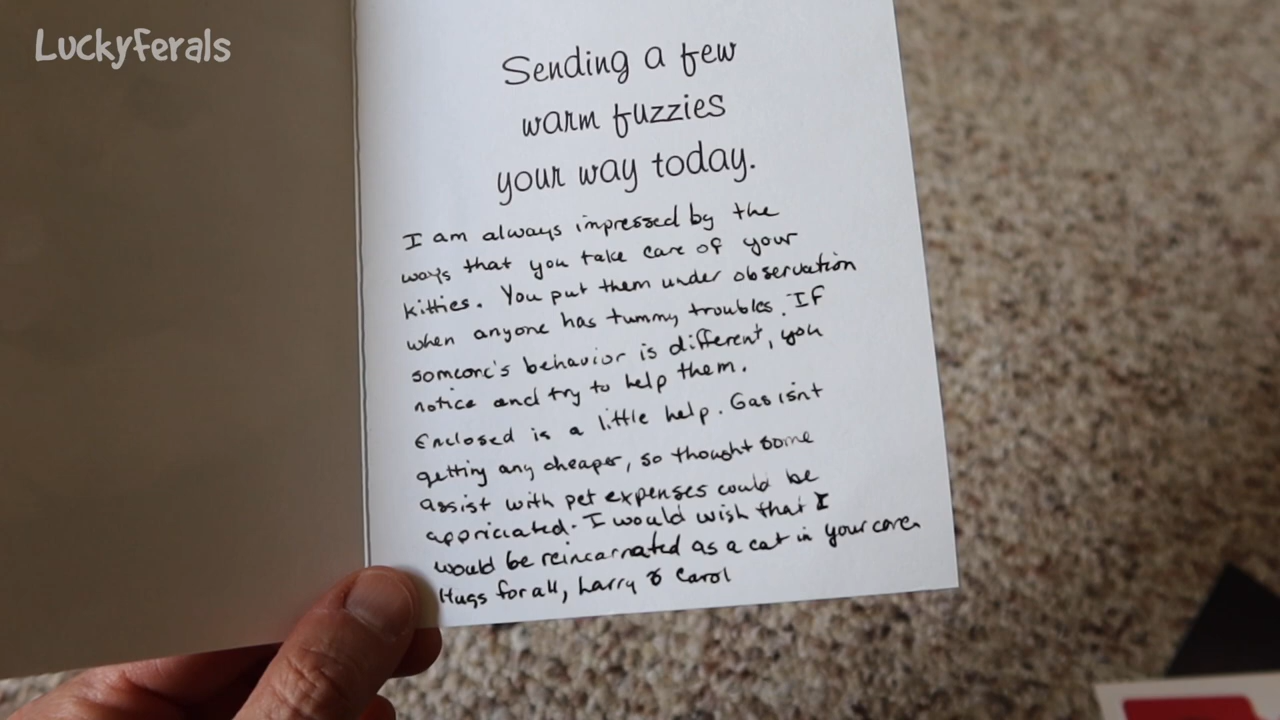 LuckyFerals
Sending a few
warm fuzzies
your way today.
I am always impressed by the
ways that you take care of your
kitties. You put them under observation
when anyone has tummy troubles. If
someone's behavior is different, you
notice and try to help them.
Enclosed is a little help. Gas isnt
getting any cheaper, so thought some
assist with pet expenses could be
appriciated. I would wish that I
would be reincarnated as a cat in your care.
Hugs for all, Larry & Carol